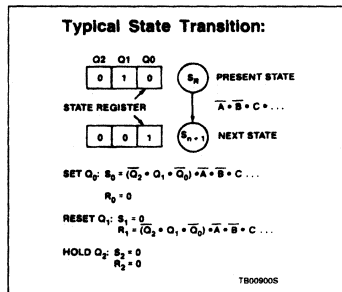 Typical State Transition:
Q2 Q1 Q0
0 1 0
S_R
PRESENT STATE
STATE REGISTER
A̅ • B̅ • C • ...
0 0 1
S_{n + 1}
NEXT STATE
SET Q₀: S₀ = (Q̅₂ • Q₁ • Q̅₀) • A̅ • B̅ • C ...
R₀ = 0
RESET Q₁: S₁ = 0
R₁ = (Q̅₂ • Q₁ • Q̅₀) • A̅ • B̅ • C ...
HOLD Q₂: S₂ = 0
R₂ = 0
TB00900S